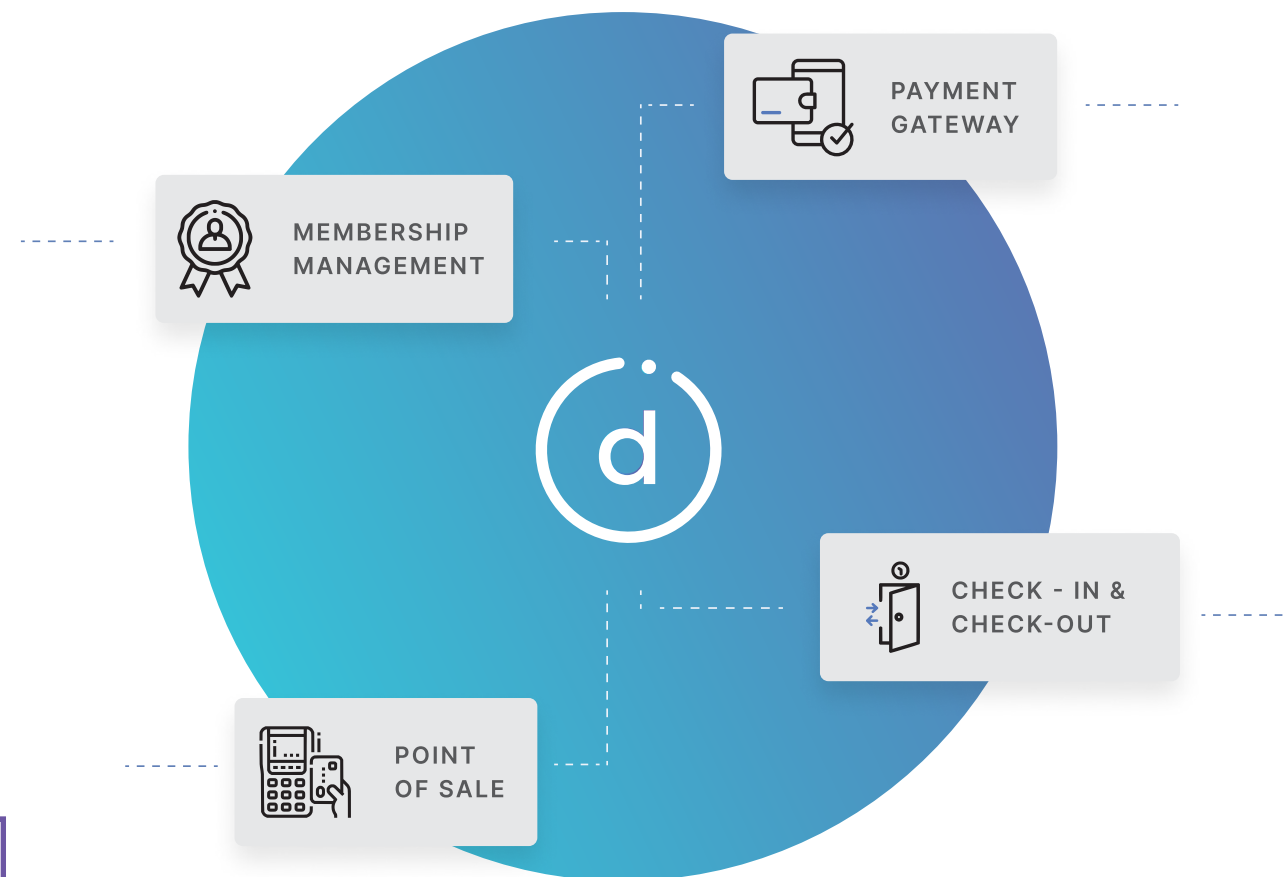 PAYMENT
GATEWAY
MEMBERSHIP
MANAGEMENT
d
CHECK - IN &
CHECK-OUT
POINT
OF SALE